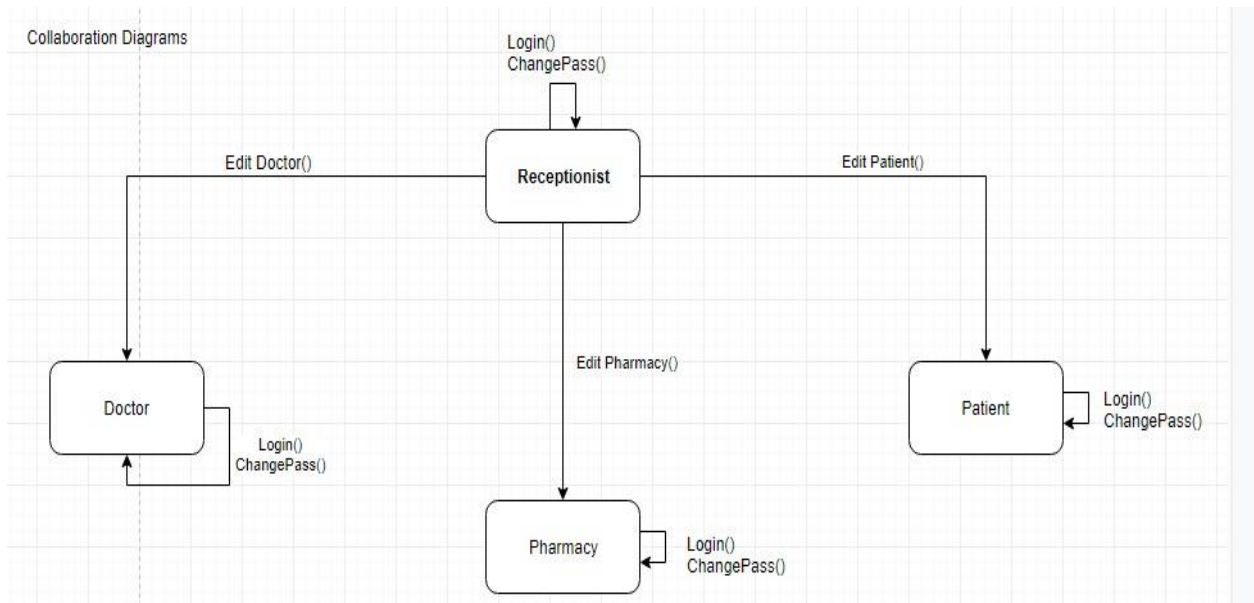 Collaboration Diagrams
Login()
ChangePass()
Edit Doctor()
Receptionist
Edit Patient()
Edit Pharmacy()
Doctor
Login()
ChangePass()
Patient
Login()
ChangePass()
Pharmacy
Login()
ChangePass()